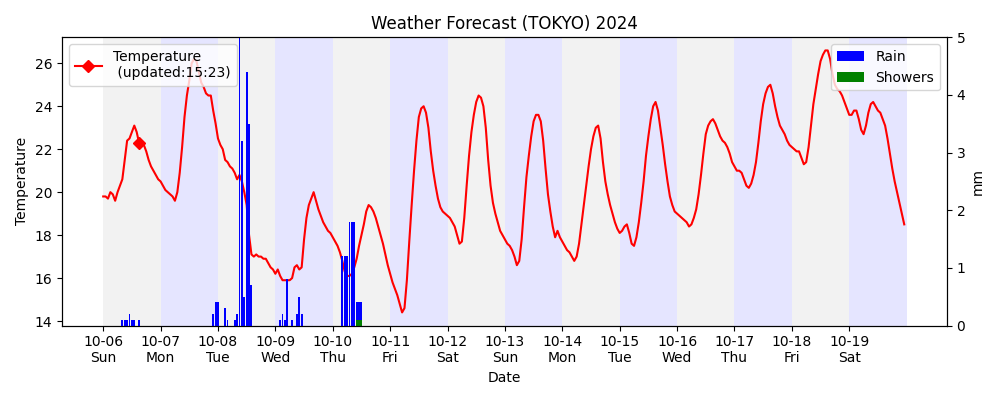 Weather Forecast (TOKYO) 2024
Temperature
(updated:15:23)
Rain
Showers
Temperature
26
24
22
20
18
16
14
5
4
3
2
1
0
mm
10-06 10-07 10-08 10-09 10-10 10-11 10-12 10-13 10-14 10-15 10-16 10-17 10-18 10-19
Sun Mon Tue Wed Thu Fri Sat Sun Mon Tue Wed Thu Fri Sat
Date